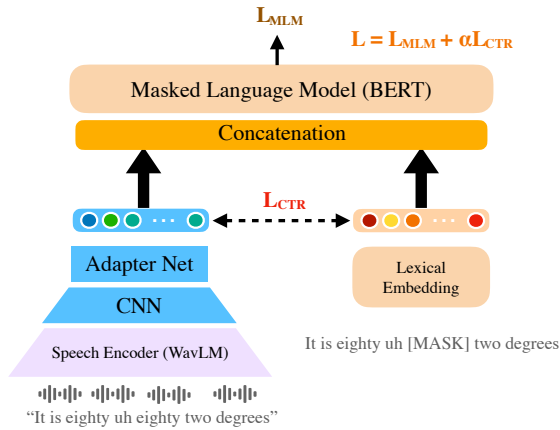 L_MLM
L = L_MLM + αL_CTR
Masked Language Model (BERT)
Concatenation
L_CTR
Adapter Net
CNN
Speech Encoder (WavLM)
Lexical
Embedding
It is eighty uh [MASK] two degrees
“It is eighty uh eighty two degrees”